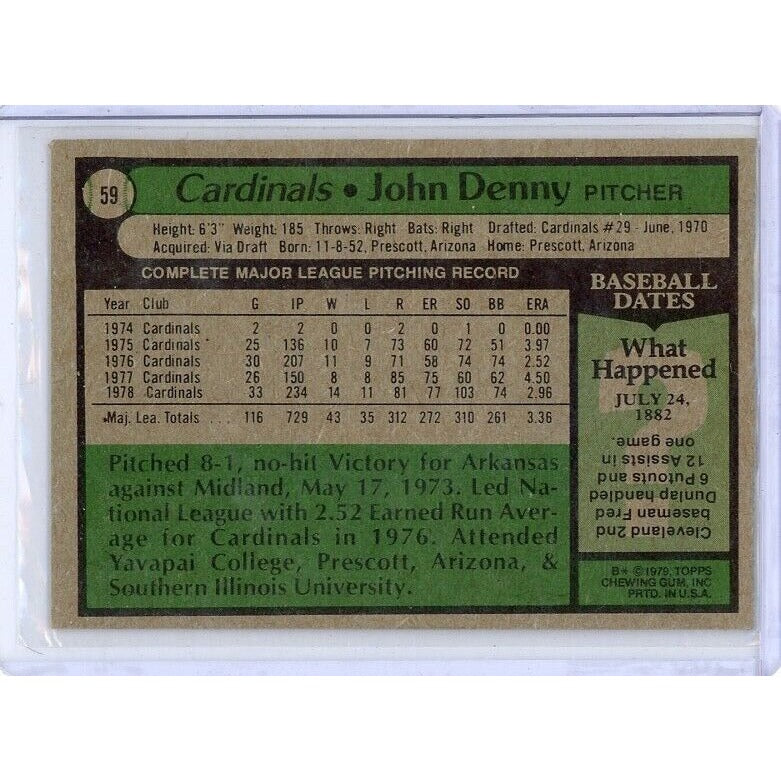 59
Cardinals • John Denny PITCHER
Height: 6'3" Weight: 185 Throws: Right Bats: Right Drafted: Cardinals #29 - June, 1970
Acquired: Via Draft Born: 11-8-52, Prescott, Arizona Home: Prescott, Arizona
COMPLETE MAJOR LEAGUE PITCHING RECORD
Year Club G IP W L R ER SO BB ERA
1974 Cardinals 2 2 0 0 2 0 1 0 0.00
1975 Cardinals 25 136 10 7 73 60 72 51 3.97
1976 Cardinals 30 207 11 9 71 58 74 74 2.52
1977 Cardinals 26 150 8 8 85 75 60 62 4.50
1978 Cardinals 33 234 14 11 81 77 103 74 2.96
Maj. Lea. Totals ... 116 729 43 35 312 272 310 261 3.36
Pitched 8-1, no-hit Victory for Arkansas
against Midland, May 17, 1973. Led Na-
tional League with 2.52 Earned Run Aver-
age for Cardinals in 1976. Attended
Yavapai College, Prescott, Arizona, &
Southern Illinois University.
BASEBALL
DATES
What
Happened
JULY 24,
1882
?
Cleveland 2nd
baseman Fred
Dunlap handled
6 Putouts and
12 Assists in
one game.
B* ©1979, TOPPS
CHEWING GUM, INC
PRTD. IN U.S.A.